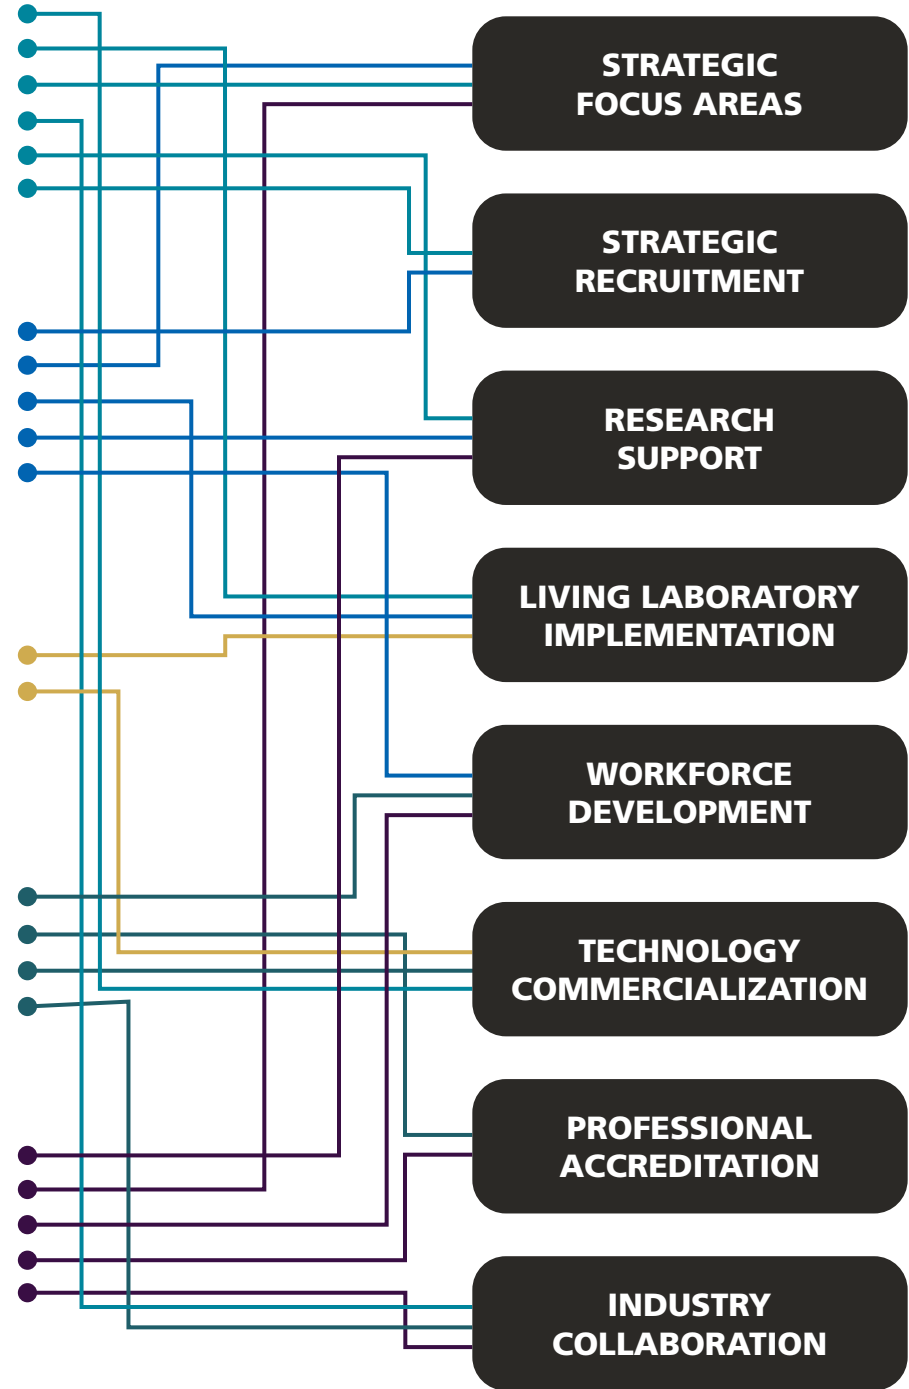 STRATEGIC
FOCUS AREAS
STRATEGIC
RECRUITMENT
RESEARCH
SUPPORT
LIVING LABORATORY
IMPLEMENTATION
WORKFORCE
DEVELOPMENT
TECHNOLOGY
COMMERCIALIZATION
PROFESSIONAL
ACCREDITATION
INDUSTRY
COLLABORATION